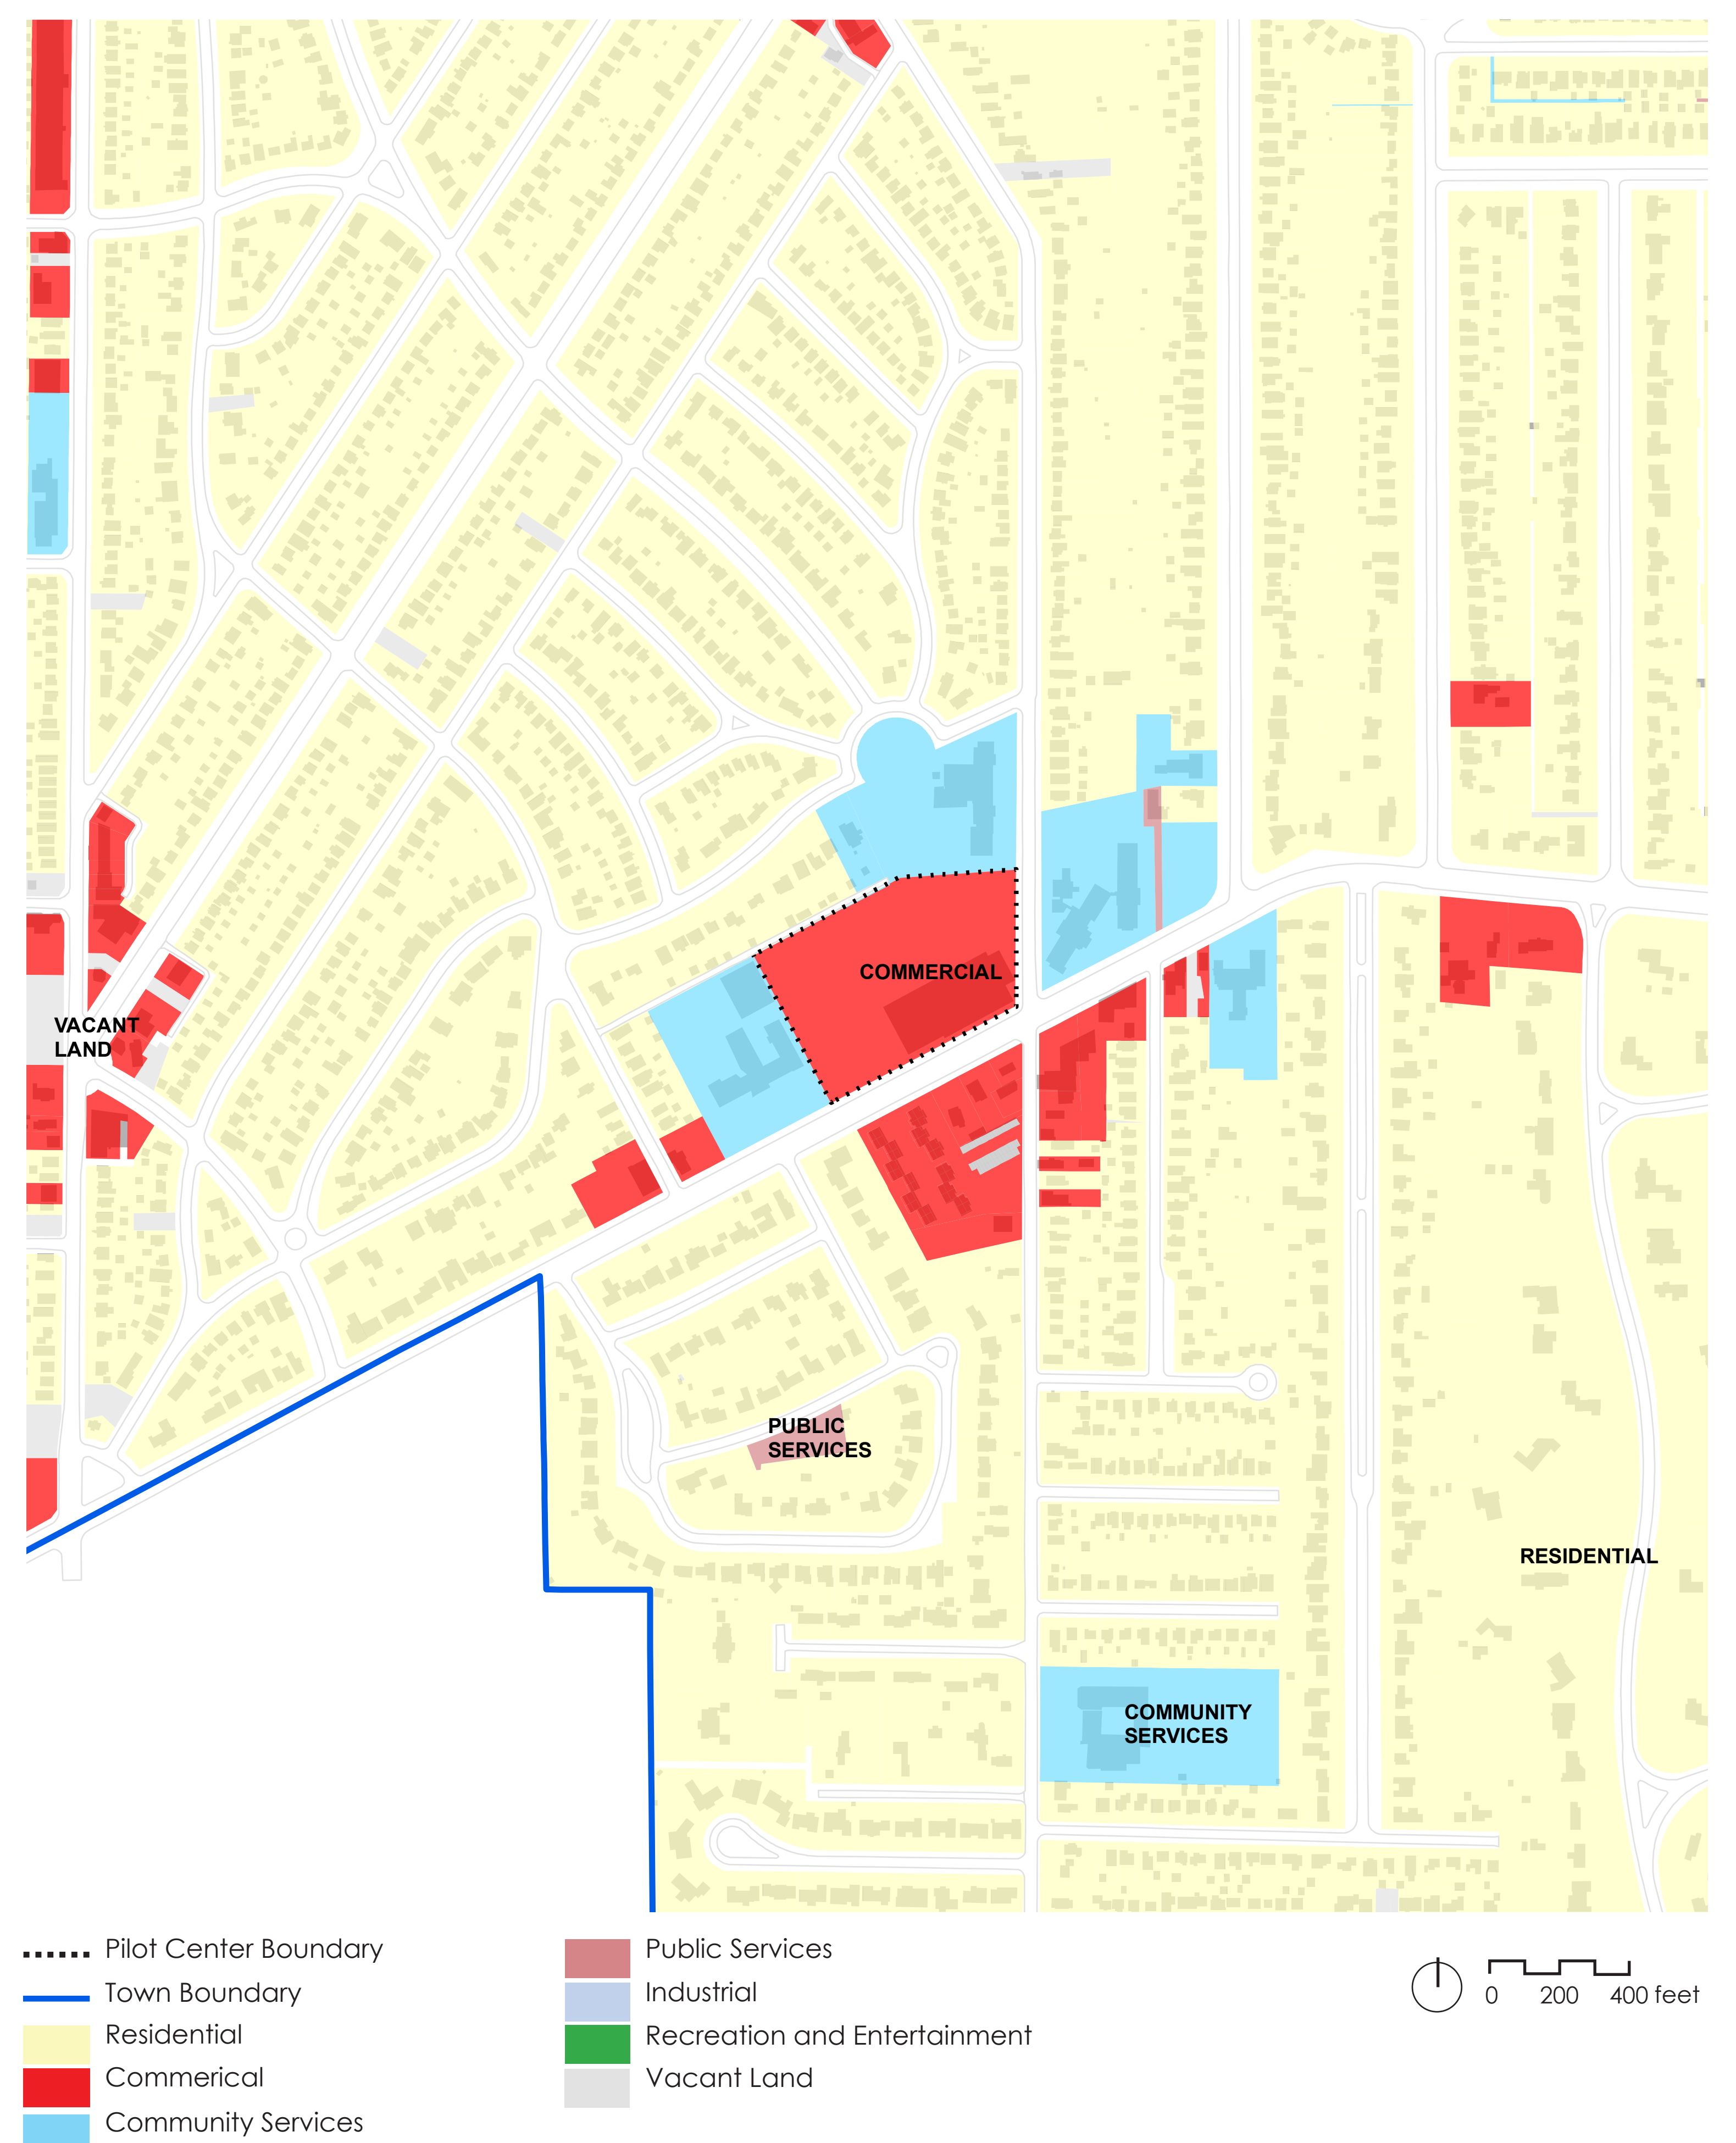 COMMERCIAL
VACANT
LAND
PUBLIC
SERVICES
RESIDENTIAL
COMMUNITY
SERVICES
Pilot Center Boundary
Town Boundary
Residential
Commerical
Community Services
Public Services
Industrial
Recreation and Entertainment
Vacant Land
0 200 400 feet